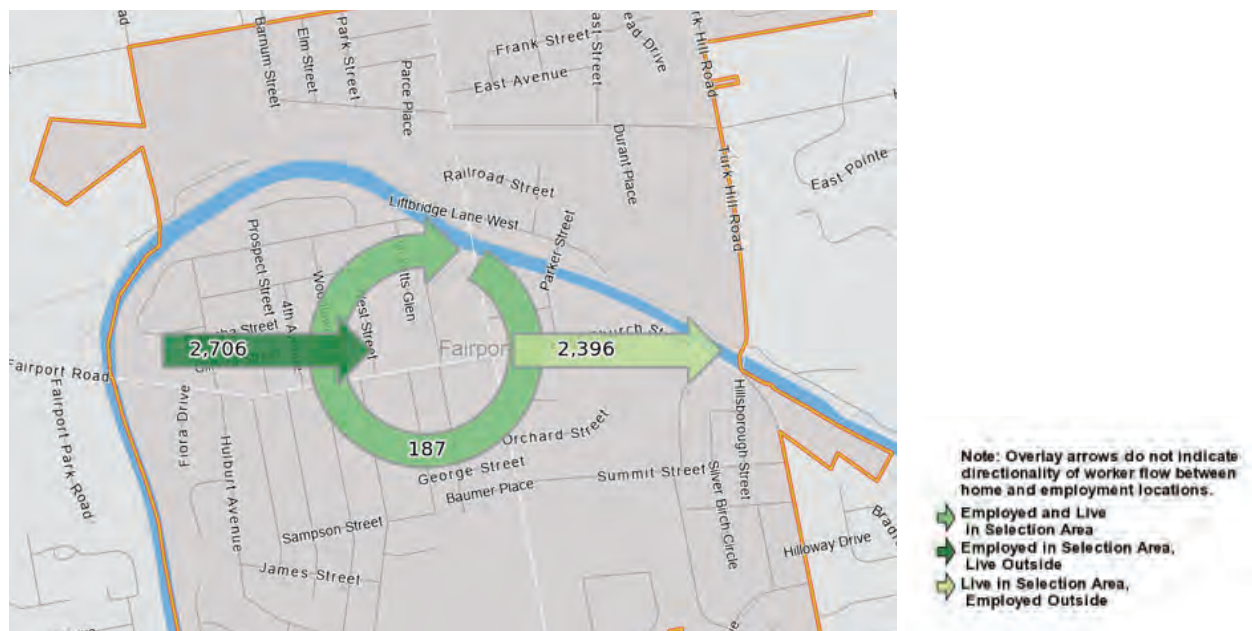 Barnum Street
Elm Street
Park Street
Parce Place
Frank Street
East Avenue
Durant Place
Turk Hill Road
East Pointe
Railroad Street
Liftbridge Lane West
Parker Street
Prospect Street
4th
West Street
2,706
2,396
187
Fairport Road
Fairport Park Road
Fiora Drive
Hulburt Avenue
Orchard Street
George Street
Baumer Place
Summit Street
Sampson Street
James Street
Hillsborough Street
Silver Birch Circle
Hilloway Drive
Note: Overlay arrows do not indicate
directionality of worker flow between
home and employment locations.
Employed and Live
in Selection Area
Employed in Selection Area,
Live Outside
Live in Selection Area,
Employed Outside